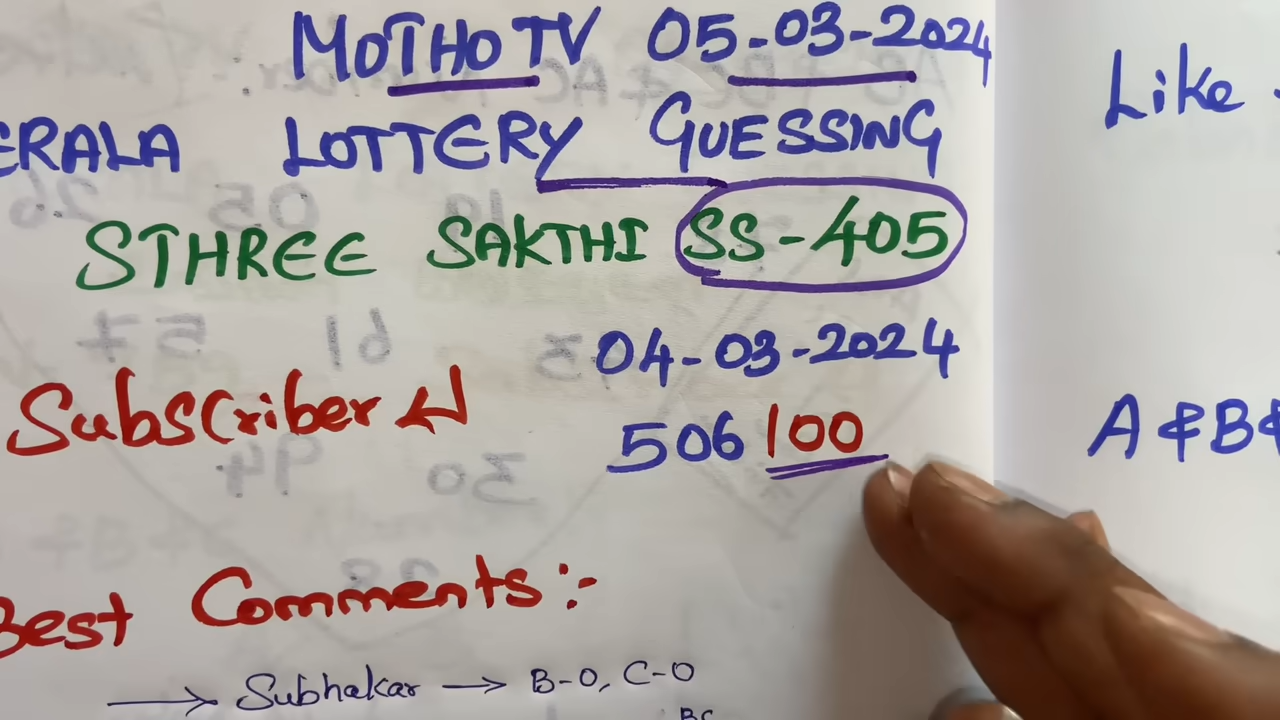 MOTHO TV 05-03-2024
ERALA LOTTERY GUESSING
STHREE SAKTHI SS-405
04-03-2024
Subscriber
506100
Best Comments:-
→ Subhakar → B-0, C-0
BC
Like
A & B &